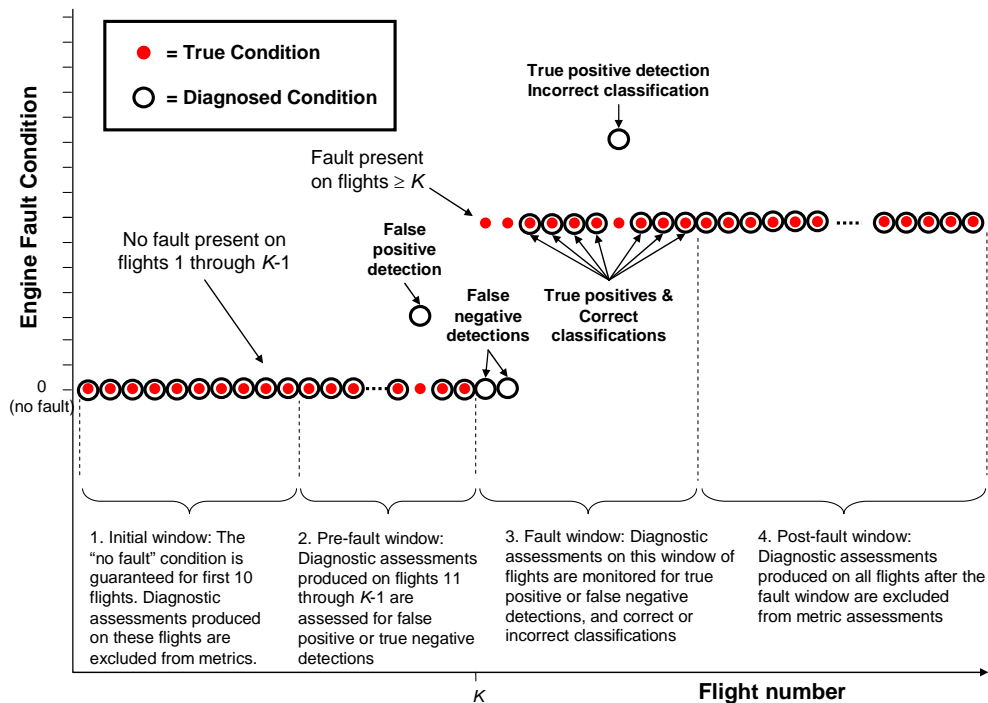 = True Condition
= Diagnosed Condition
True positive detection
Incorrect classification
Fault present
on flights ≥ K
No fault present on
flights 1 through K-1
False
positive
detection
False
negative
detections
True positives &
Correct
classifications
Engine Fault Condition
0
(no fault)
1. Initial window: The
“no fault” condition is
guaranteed for first 10
flights. Diagnostic
assessments produced
on these flights are
excluded from metrics.
2. Pre-fault window:
Diagnostic assessments
produced on flights 11
through K-1 are
assessed for false
positive or true negative
detections
3. Fault window: Diagnostic
assessments on this window of
flights are monitored for true
positive or false negative
detections, and correct or
incorrect classifications
4. Post-fault window:
Diagnostic assessments
produced on all flights after the
fault window are excluded
from metric assessments
K
Flight number